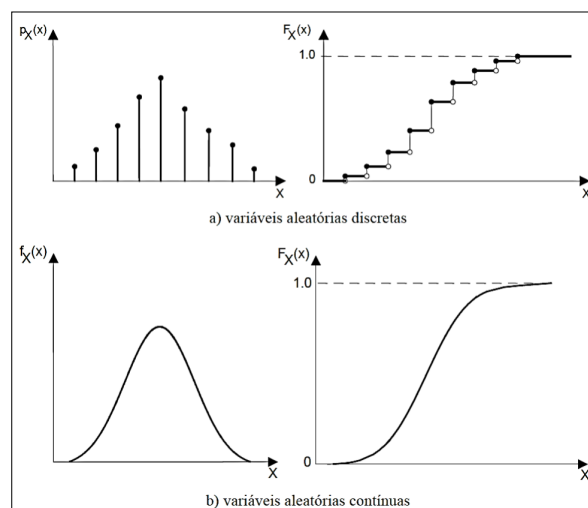 pX(x)
FX(x)
1.0
0
X
X
a) variáveis aleatórias discretas
fX(x)
FX(x)
1.0
0
X
X
b) variáveis aleatórias contínuas